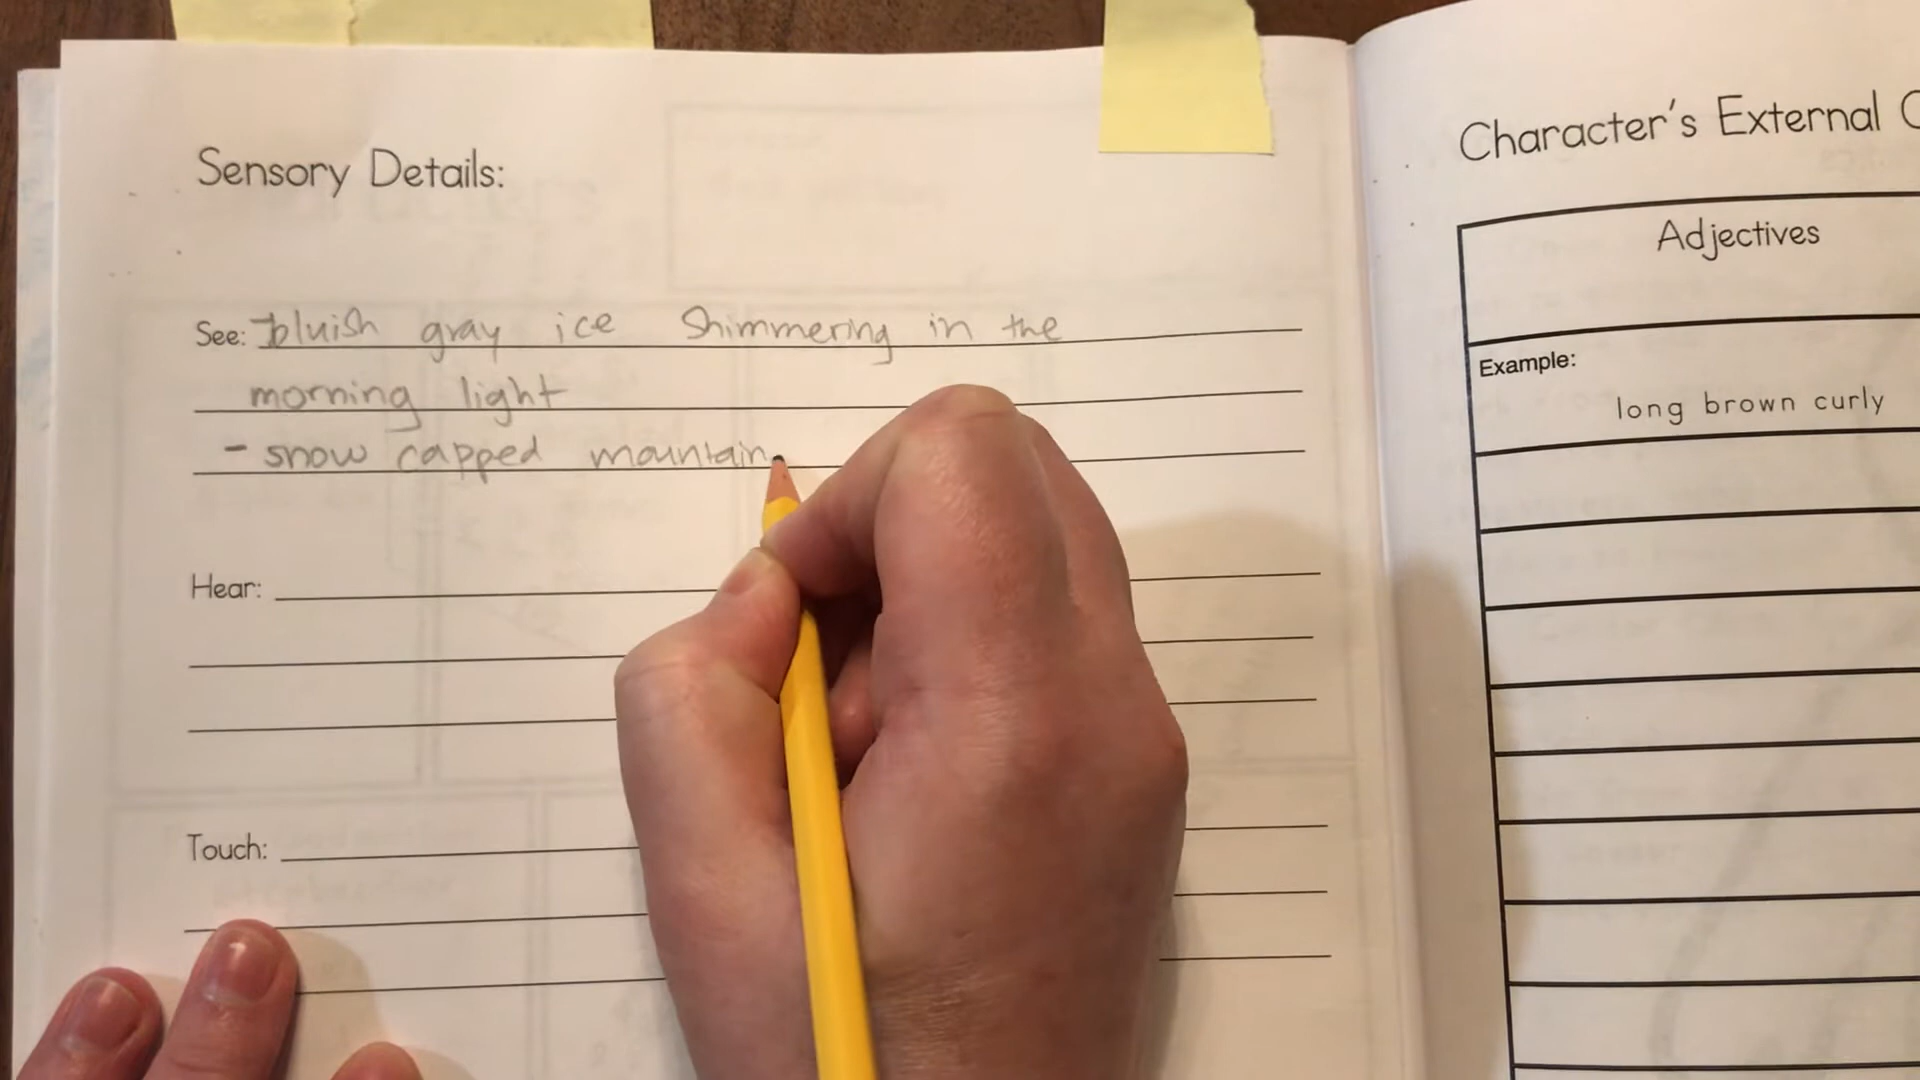 Sensory Details:
See: - bluish gray ice Shimmering in the
morning light
- snow capped mountain
Hear:
Touch:
Character's External
Adjectives
Example:
long brown curly